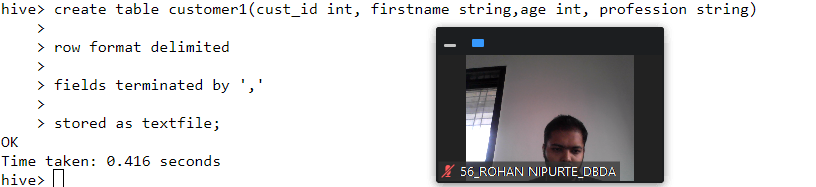 hive> create table customer1(cust_id int, firstname string,age int, profession string)
    >
    > row format delimited
    >
    > fields terminated by ','
    >
    > stored as textfile;
OK
Time taken: 0.416 seconds
hive>
56_ROHAN NIPURTE_DBDA